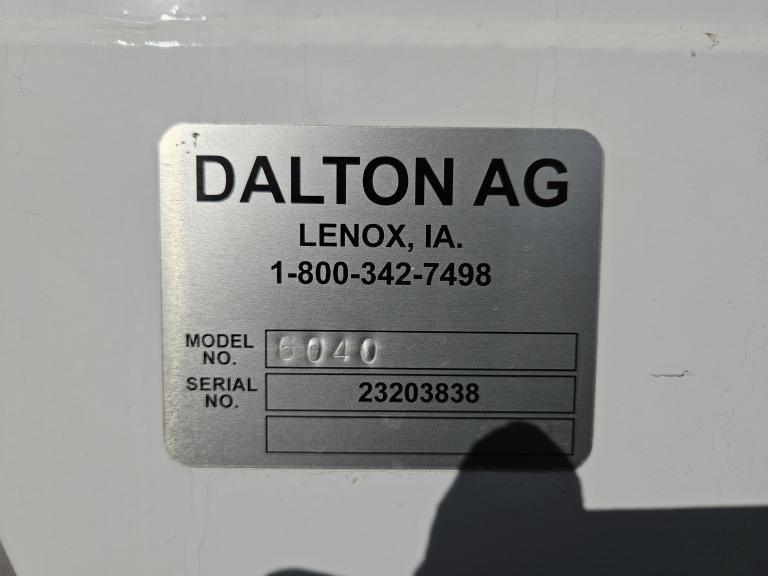 DALTON AG
LENOX, IA.
1-800-342-7498
MODEL NO. 6040
SERIAL NO. 23203838